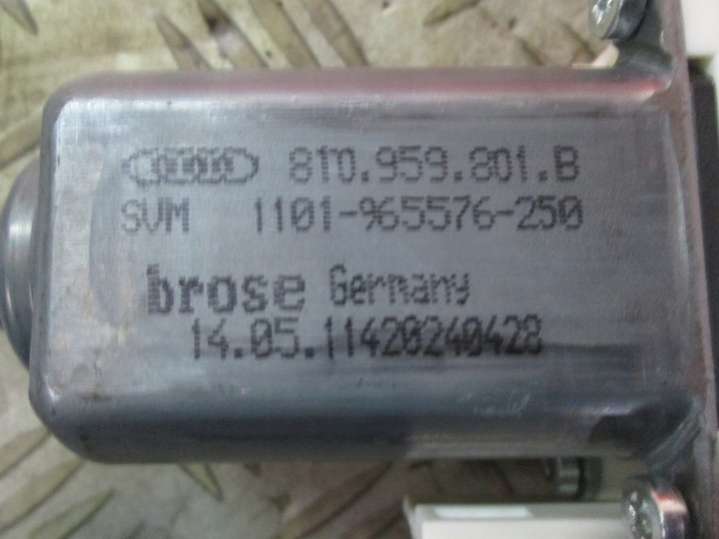 8T0.959.801.B
SVM 1101-965576-250
brose Germany
14.05.11420240428